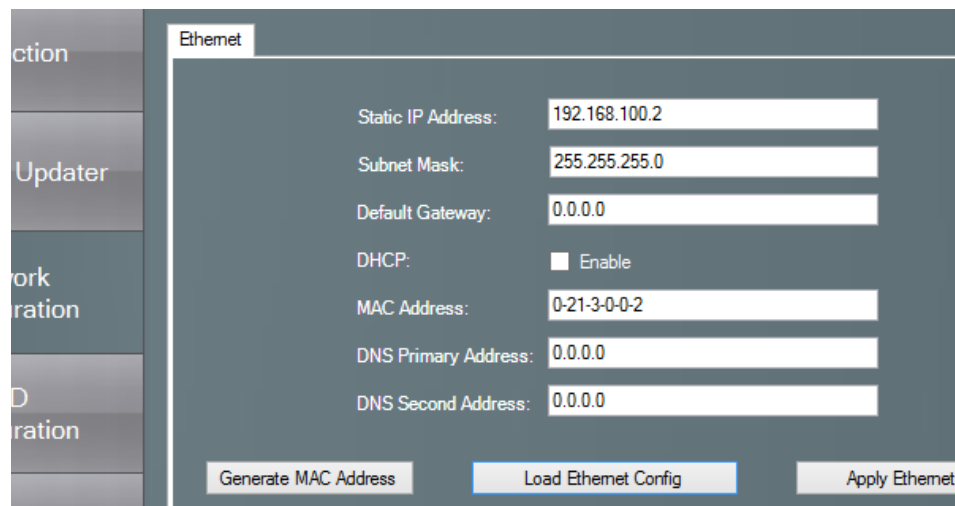 Ethernet
ction
Static IP Address: 192.168.100.2
Updater
Subnet Mask: 255.255.255.0
Default Gateway: 0.0.0.0
DHCP: Enable
ork
ration
MAC Address: 0-21-3-0-0-2
DNS Primary Address: 0.0.0.0
D
ration
DNS Second Address: 0.0.0.0
Generate MAC Address Load Ethernet Config Apply Ethernet